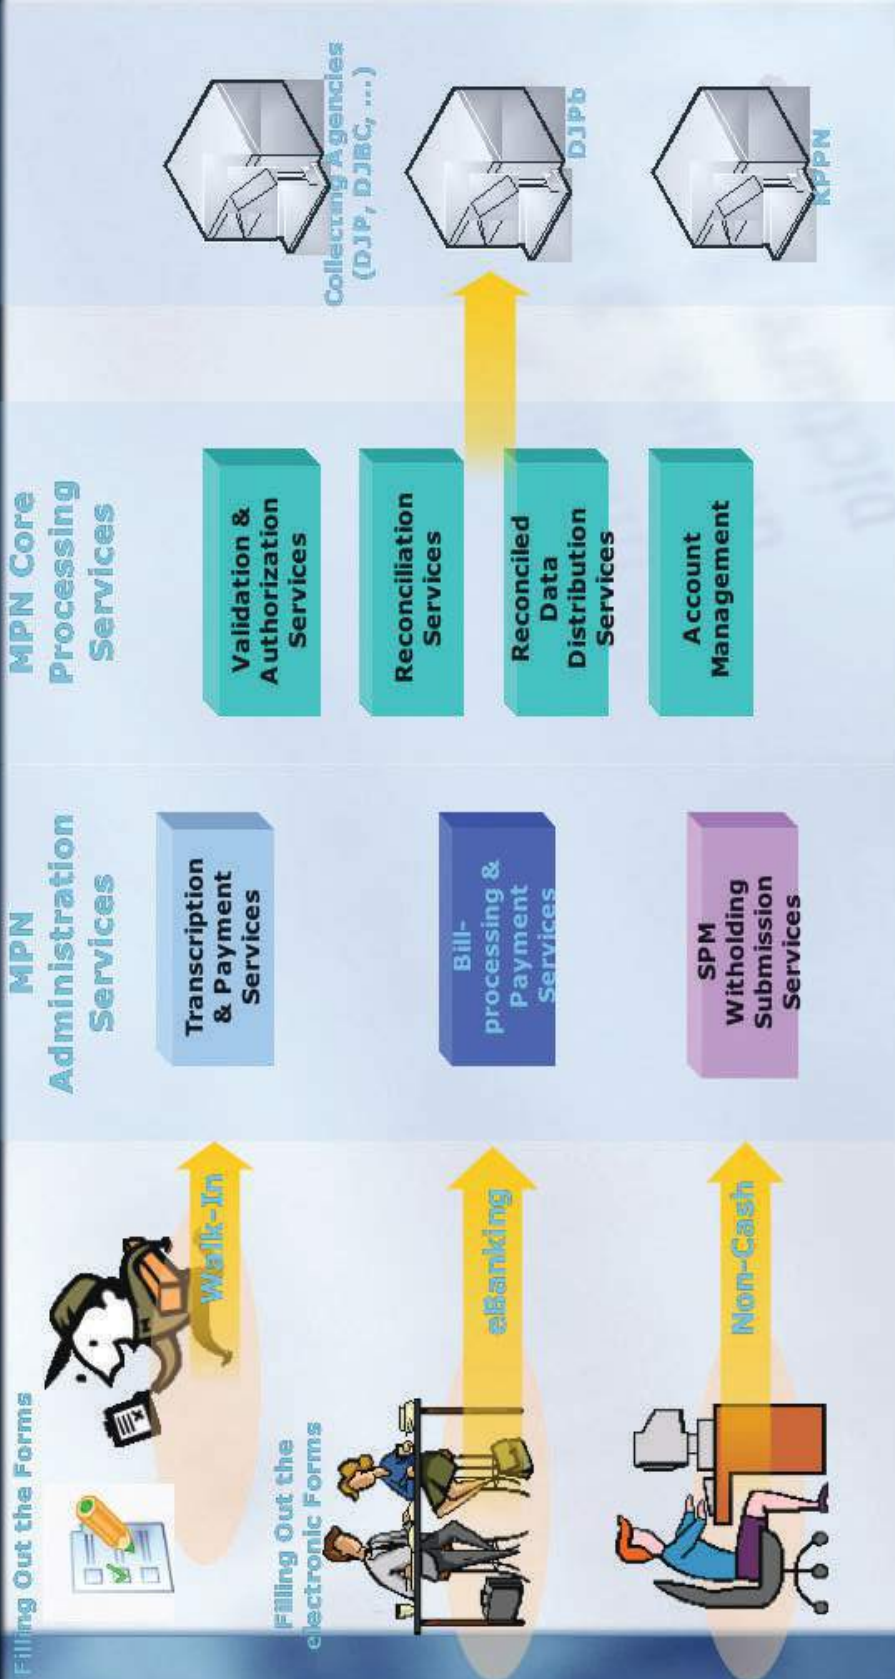 Filling Out the Forms
Walk-In
Filling Out the
electronic Forms
eBanking
Non-Cash
MPN
Administration
Services
Transcription
& Payment
Services
Bill-
processing &
Payment
Services
SPM
Witholding
Submission
Services
MPN Core
Processing
Services
Validation &
Authorization
Services
Reconciliation
Services
Reconciled
Data
Distribution
Services
Account
Management
Collecting Agencies
(DJP, DJBC, ...)
DJPb
KPPN